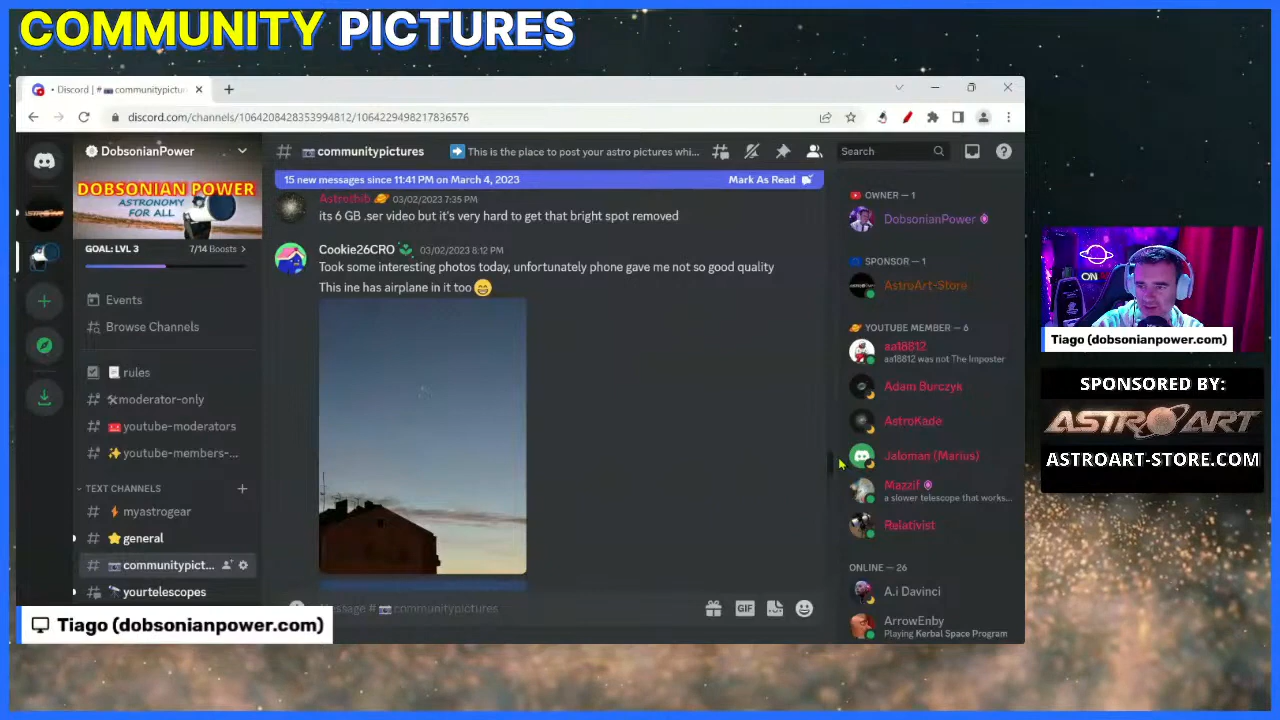 COMMUNITY PICTURES
• Discord | # communitypictu
discord.com/channels/1064208428353994812/1064229498217836576
DobsonianPower
DOBSONIAN POWER
ASTRONOMY
FOR ALL
GOAL: LVL 3
7/14 Boosts >
Events
Browse Channels
rules
moderator-only
youtube-moderators
youtube-members-...
TEXT CHANNELS
myastrogear
general
communitypict...
yourtelescopes
communitypictures
This is the place to post your astro pictures whi...
Search
15 new messages since 11:41 PM on March 4, 2023
Mark As Read
Astroshib 03/02/2023 7:35 PM
its 6 GB .ser video but it's very hard to get that bright spot removed
Cookie26CRO 03/02/2023 8:12 PM
Took some interesting photos today, unfortunately phone gave me not so good quality
This ine has airplane in it too
Message # communitypictures
GIF
OWNER — 1
DobsonianPower
SPONSOR — 1
AstroArt-Store
YOUTUBE MEMBER — 6
aa18812
aa18812 was not The Imposter
Adam Burczyk
AstroKade
Jaloman (Marius)
Mazzif
a slower telescope that works...
Relativist
ONLINE — 26
A.i Davinci
ArrowEnby
Playing Kerbal Space Program
Tiago (dobsonianpower.com)
Tiago (dobsonianpower.com)
SPONSORED BY:
ASTROART
ASTROART-STORE.COM